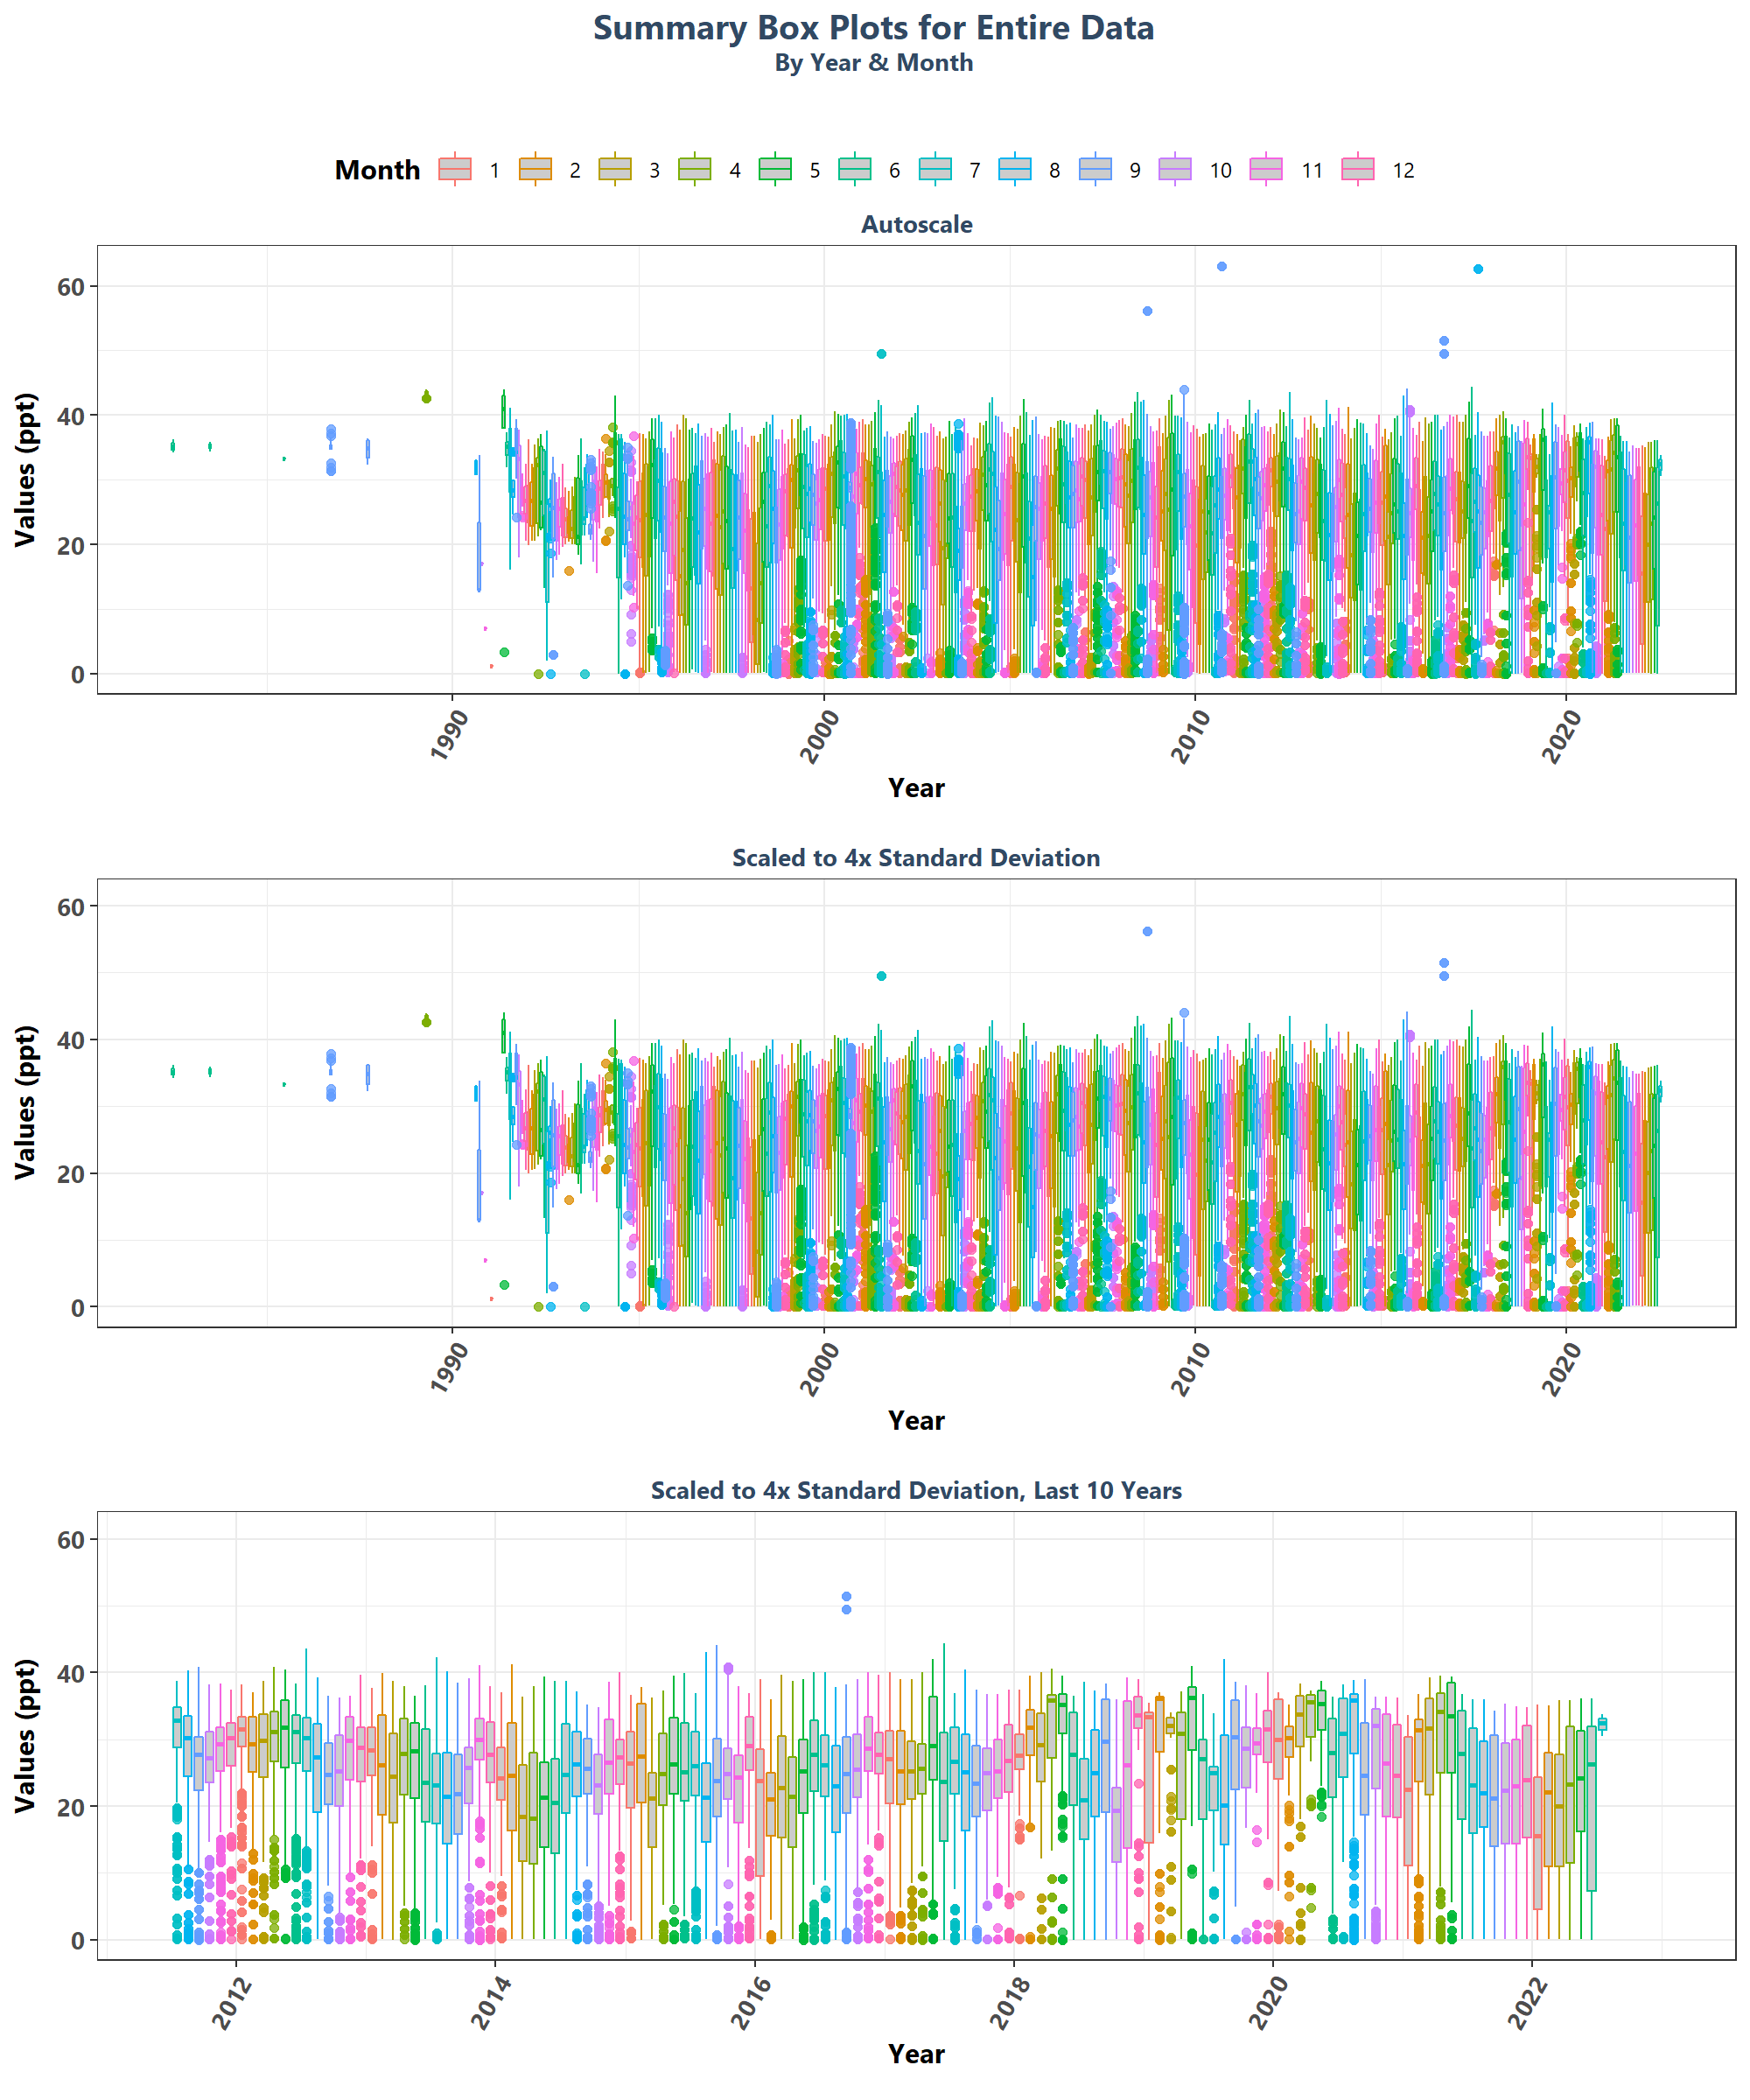 Summary Box Plots for Entire Data
By Year & Month
Month 1 2 3 4 5 6 7 8 9 10 11 12
Autoscale
Values (ppt)
60
40
20
0
1990 2000 2010 2020
Year
Scaled to 4x Standard Deviation
Values (ppt)
60
40
20
0
1990 2000 2010 2020
Year
Scaled to 4x Standard Deviation, Last 10 Years
Values (ppt)
60
40
20
0
2012 2014 2016 2018 2020 2022
Year